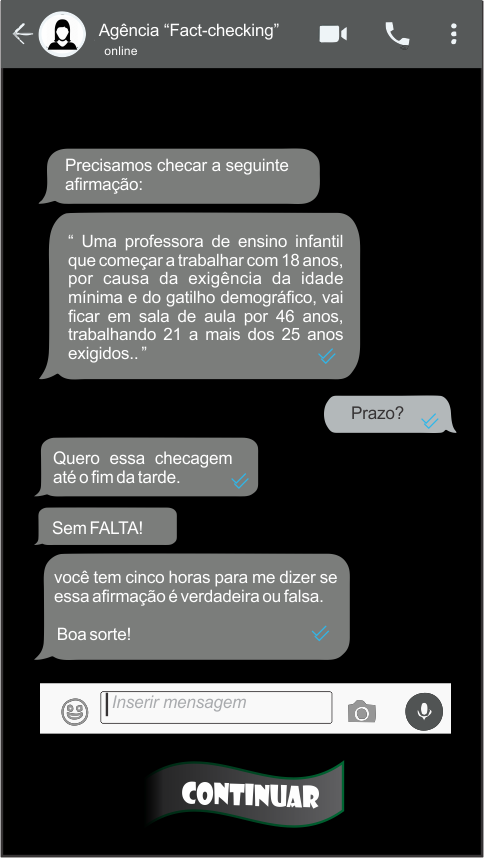 Agência “Fact-checking”
online
Precisamos checar a seguinte
afirmação:
“ Uma professora de ensino infantil
que começar a trabalhar com 18 anos,
por causa da exigência da idade
mínima e do gatilho demográfico, vai
ficar em sala de aula por 46 anos,
trabalhando 21 a mais dos 25 anos
exigidos.. ”
Prazo?
Quero essa checagem
até o fim da tarde.
Sem FALTA!
você tem cinco horas para me dizer se
essa afirmação é verdadeira ou falsa.
Boa sorte!
Inserir mensagem
CONTINUAR